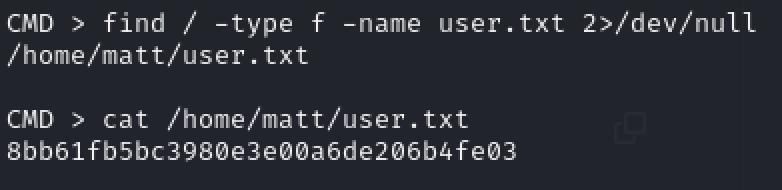 CMD > find / -type f -name user.txt 2>/dev/null
/home/matt/user.txt
CMD > cat /home/matt/user.txt
8bb61fb5bc3980e3e00a6de206b4fe03